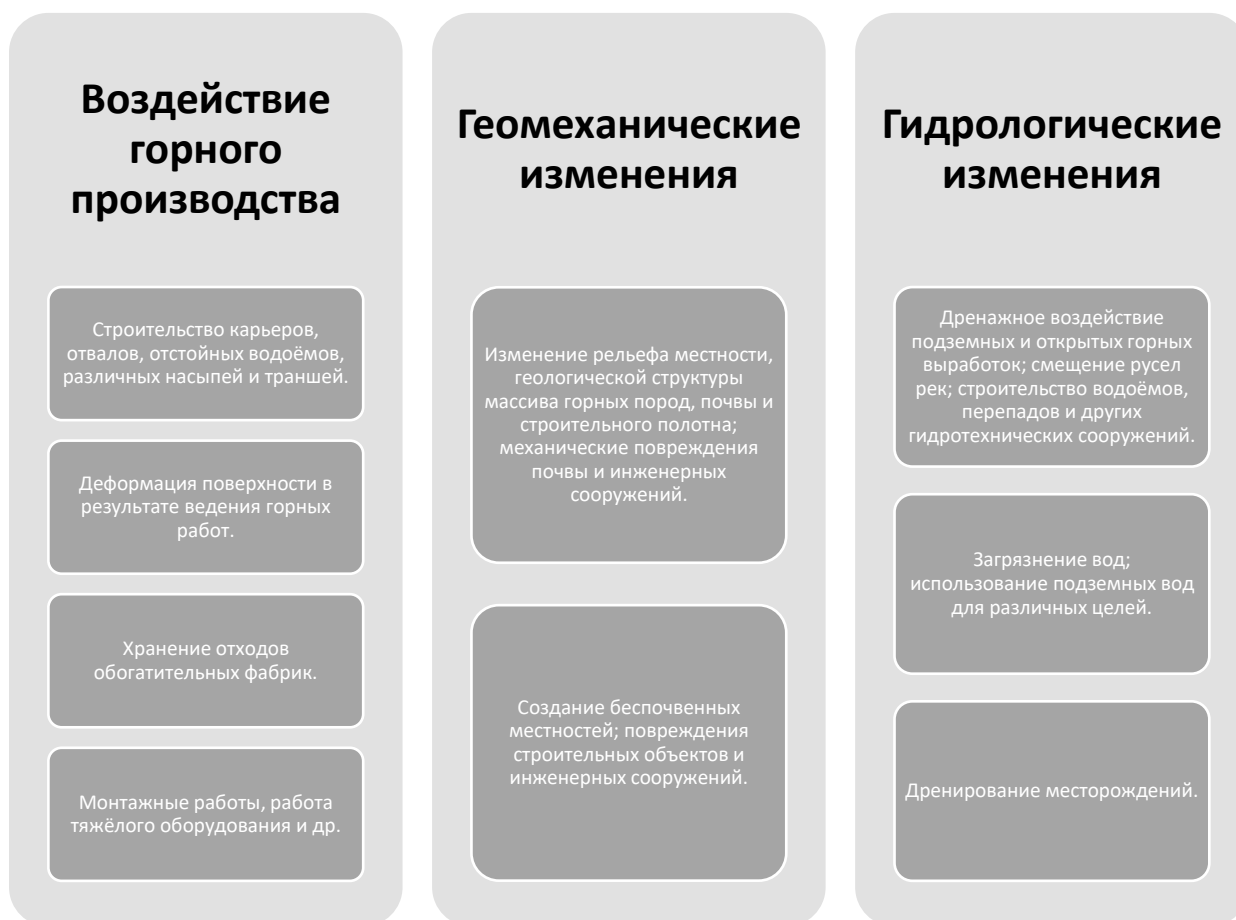 Воздействие
горного
производства
Строительство карьеров,
отвалов, отстойных водоёмов,
различных насыпей и траншей.
Деформация поверхности в
результате ведения горных
работ.
Хранение отходов
обогатительных фабрик.
Монтажные работы, работа
тяжёлого оборудования и др.
Геомеханические
изменения
Изменение рельефа местности,
геологической структуры
массива горных пород, почвы и
строительного полотна;
механические повреждения
почвы и инженерных
сооружений.
Создание беспочвенных
местностей; повреждения
строительных объектов и
инженерных сооружений.
Гидрологические
изменения
Дренажное воздействие
подземных и открытых горных
выработок; смещение русел
рек; строительство водоёмов,
перепадов и других
гидротехнических сооружений.
Загрязнение вод;
использование подземных вод
для различных целей.
Дренирование месторождений.